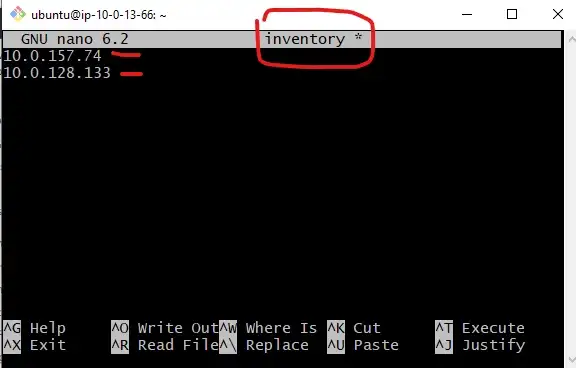 ubuntu@ip-10-0-13-66: ~
GNU nano 6.2 inventory *
10.0.157.74
10.0.128.133
^G Help ^O Write Out ^W Where Is ^K Cut ^T Execute
^X Exit ^R Read File ^\ Replace ^U Paste ^J Justify